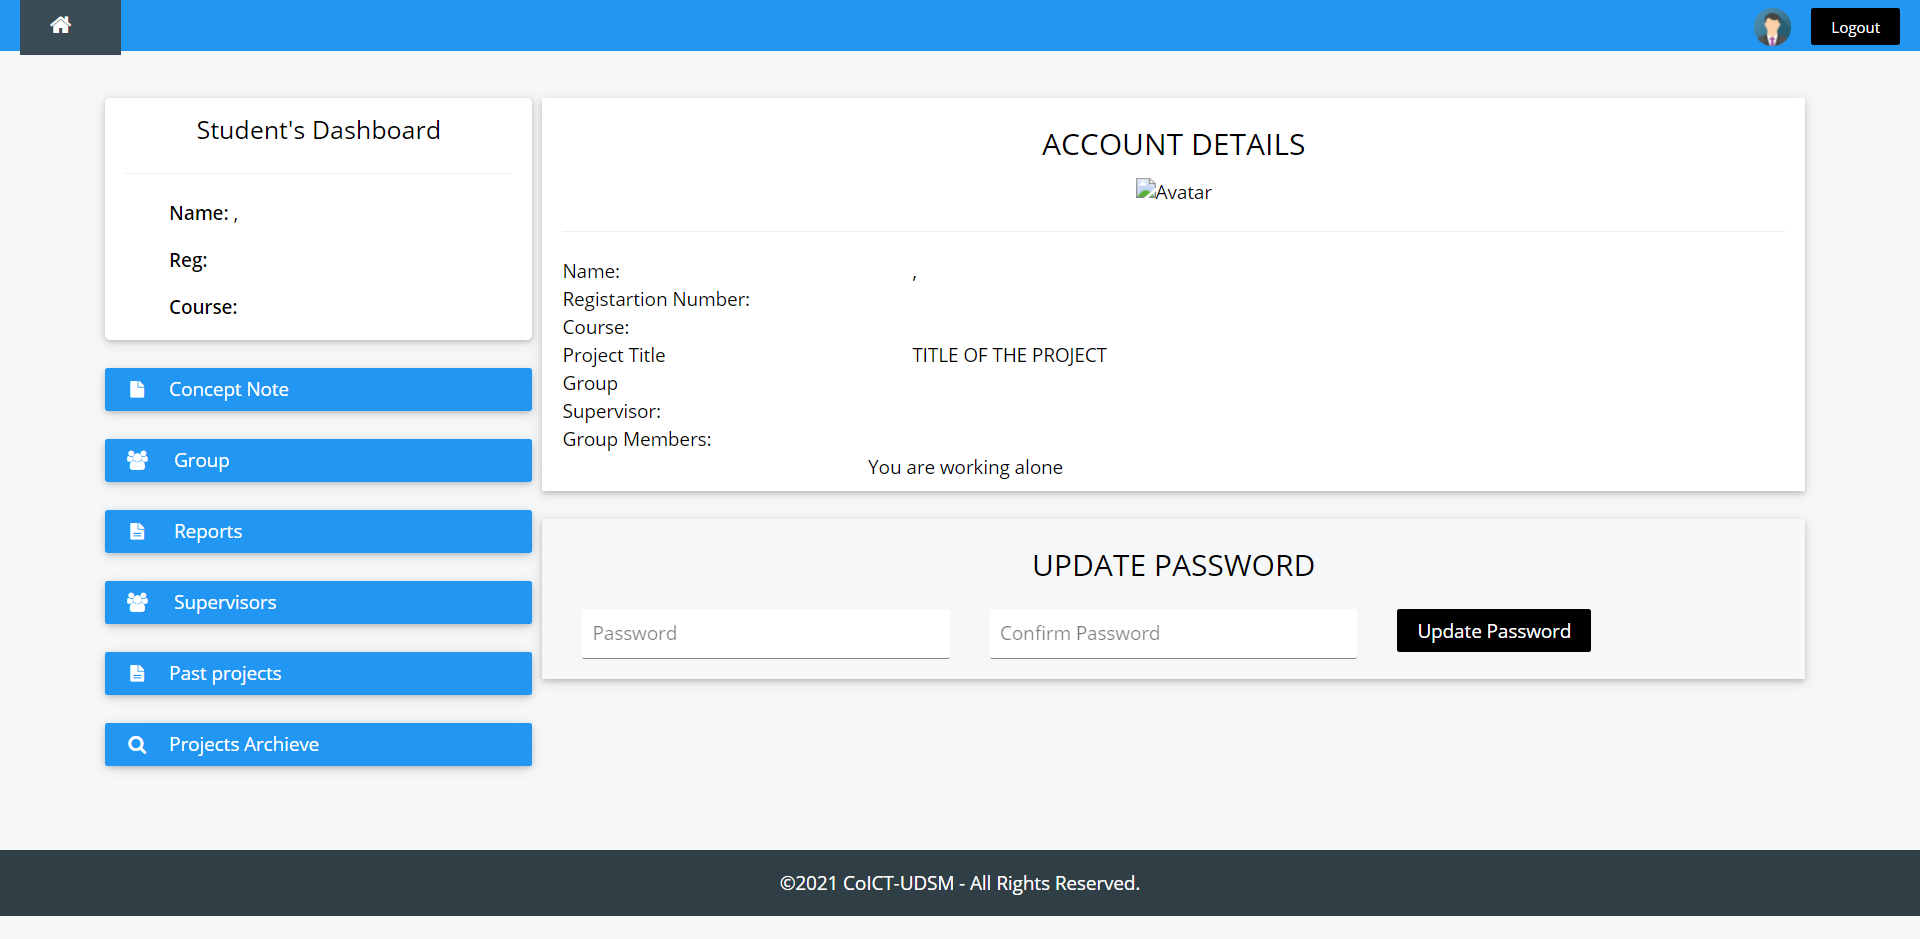 Logout
Student's Dashboard
Name: ,
Reg:
Course:
Concept Note
Group
Reports
Supervisors
Past projects
Projects Archieve
ACCOUNT DETAILS
Avatar
Name: ,
Registartion Number:
Course:
Project Title TITLE OF THE PROJECT
Group
Supervisor:
Group Members:
You are working alone
UPDATE PASSWORD
Password Confirm Password Update Password
©2021 CoICT-UDSM - All Rights Reserved.